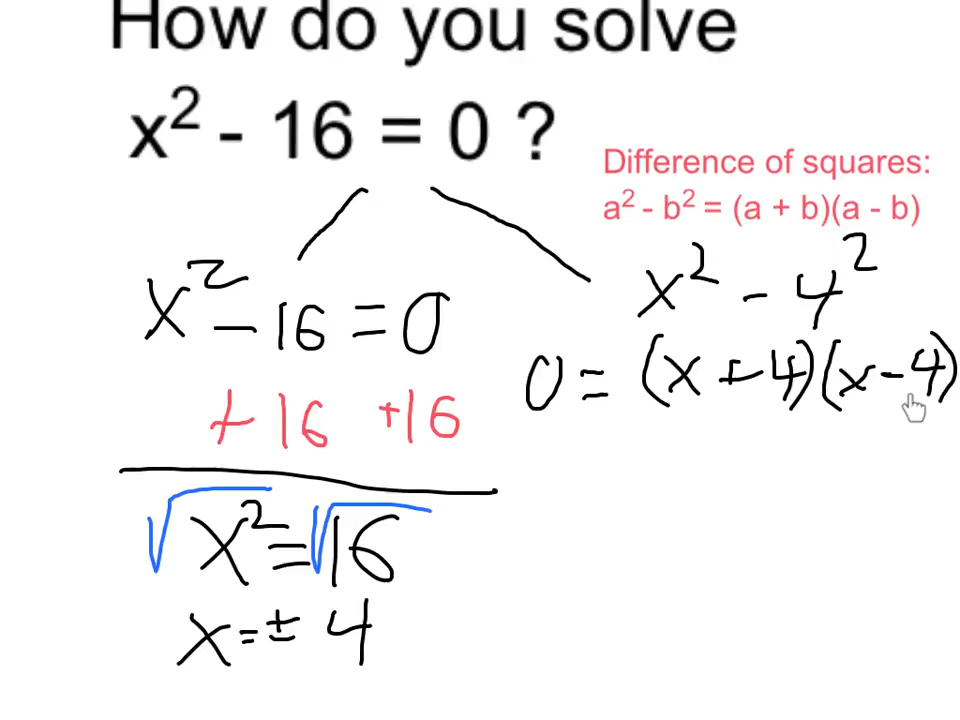 How do you solve
x² - 16 = 0 ?
Difference of squares:
a² - b² = (a + b)(a - b)
x² - 16 = 0
+ 16 +16
√x² = √16
x = ± 4
x² - 4²
0 = (x + 4)(x - 4)